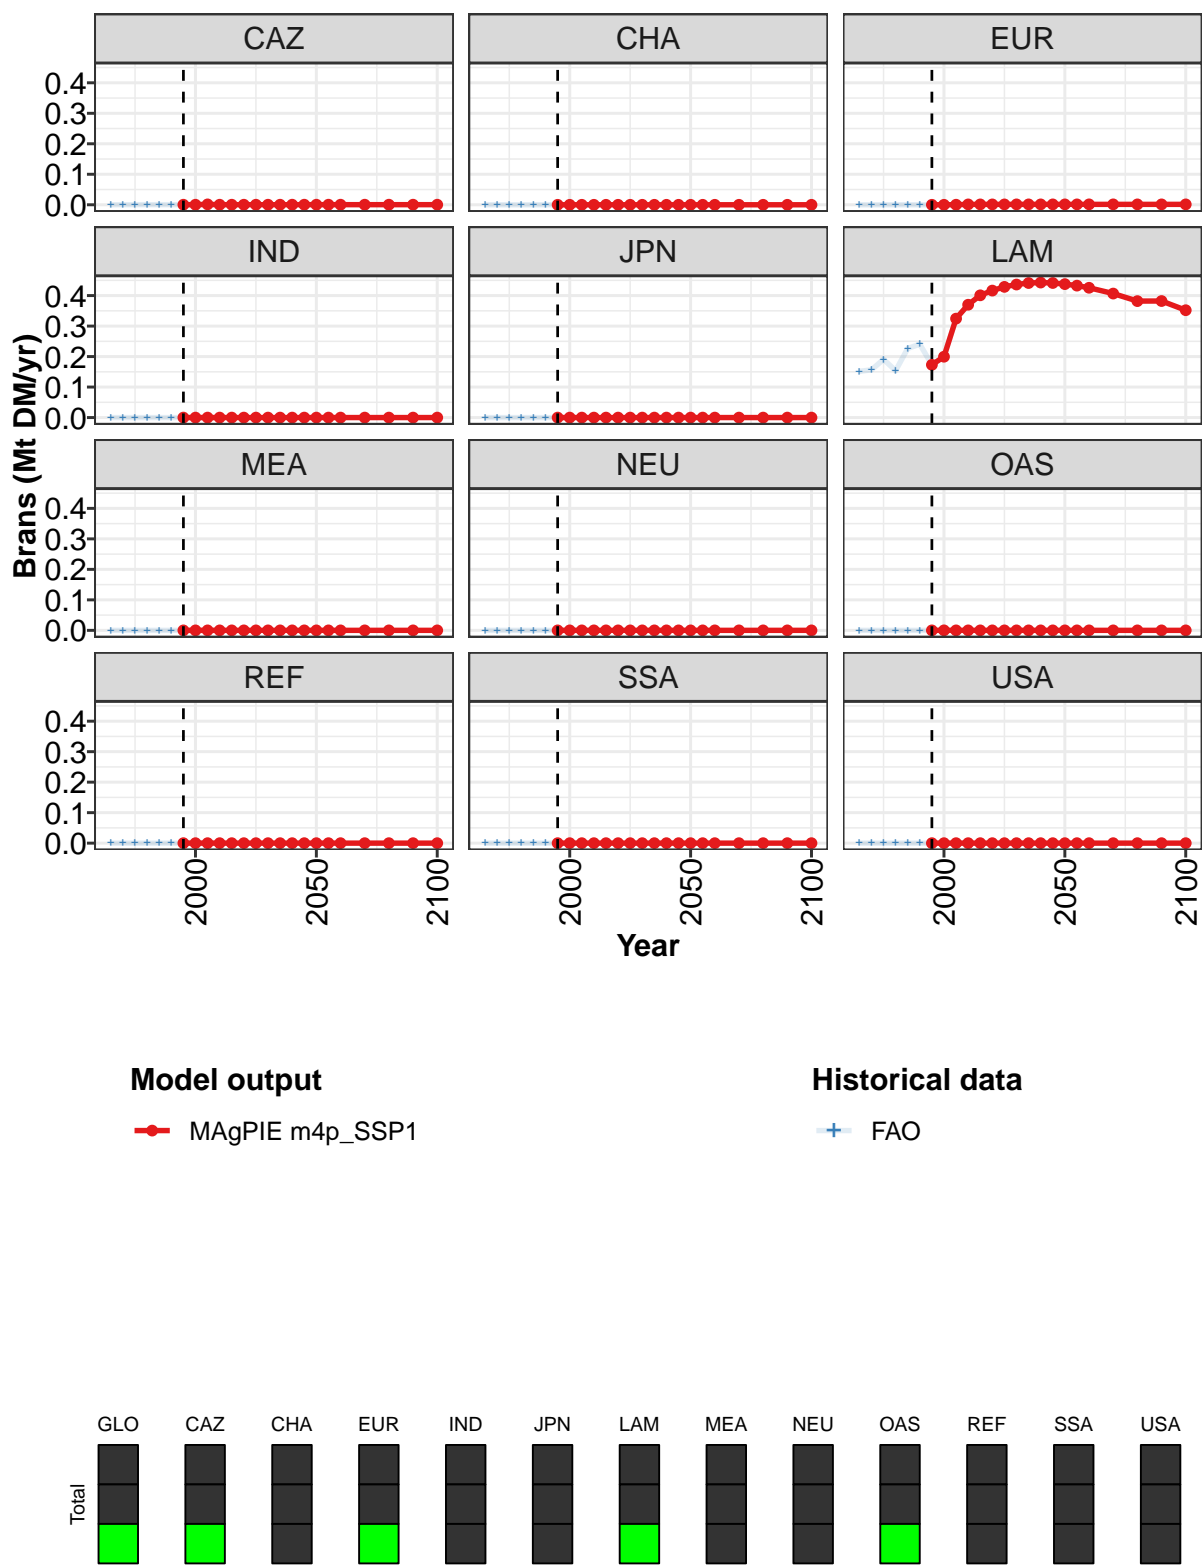 CAZ CHA EUR
0.4
0.3
0.2
0.1
0.0
IND JPN LAM
0.4
0.3
0.2
0.1
0.0
MEA NEU OAS
0.4
0.3
0.2
0.1
0.0
REF SSA USA
0.4
0.3
0.2
0.1
0.0
Brans (Mt DM/yr)
2000 2050 2100 2000 2050 2100 2000 2050 2100
Year
Model output Historical data
MAgPIE m4p_SSP1 FAO
GLO CAZ CHA EUR IND JPN LAM MEA NEU OAS REF SSA USA
Total